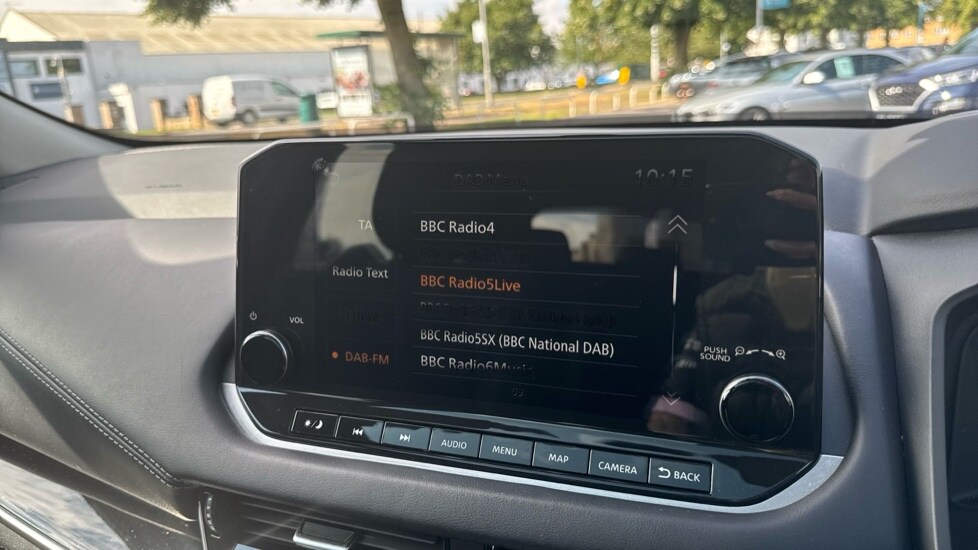 DAB Menu
10:15
TA
BBC Radio4
Radio Text
BBC Radio5Live
BBC Radio5SX (BBC National DAB)
DAB-FM
BBC Radio6Music
VOL
PUSH
SOUND
AUDIO
MENU
MAP
CAMERA
BACK